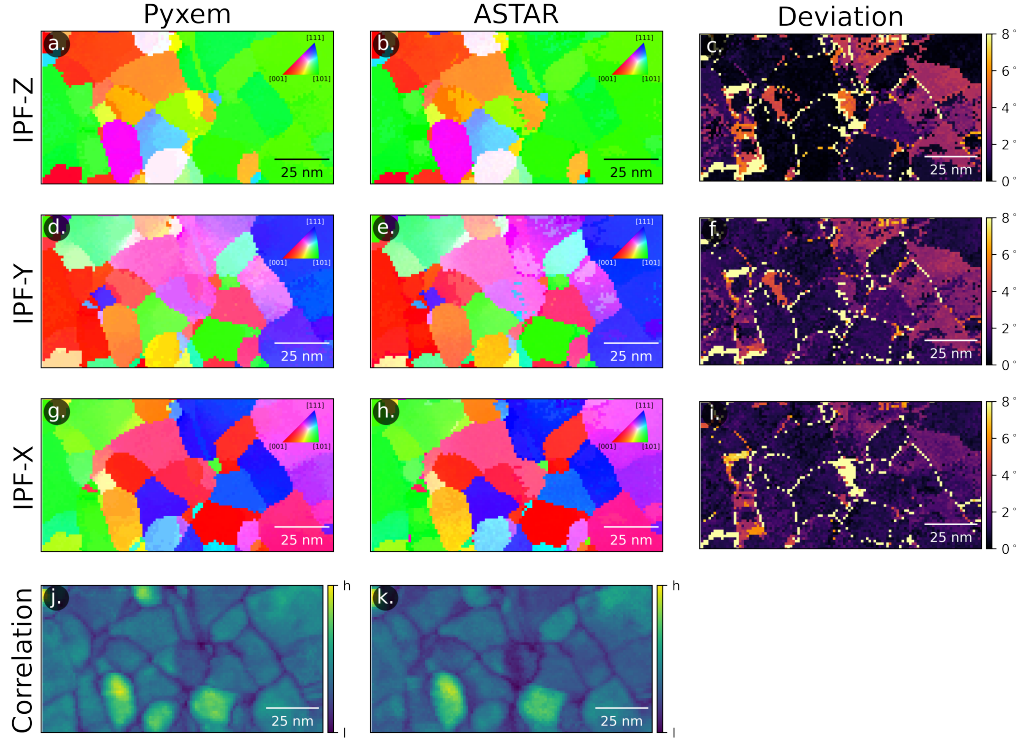 Pyxem
ASTAR
Deviation
IPF-Z
a.
[111]
[001]
[101]
25 nm
b.
[111]
[001]
[101]
25 nm
c.
25 nm
8°
6°
4°
2°
0°
IPF-Y
d.
[111]
[001]
[101]
25 nm
e.
[111]
[001]
[101]
25 nm
f.
25 nm
8°
6°
4°
2°
0°
IPF-X
g.
[111]
[001]
[101]
25 nm
h.
[111]
[001]
[101]
25 nm
i.
25 nm
8°
6°
4°
2°
0°
Correlation
j.
25 nm
h
l
k.
25 nm
h
l